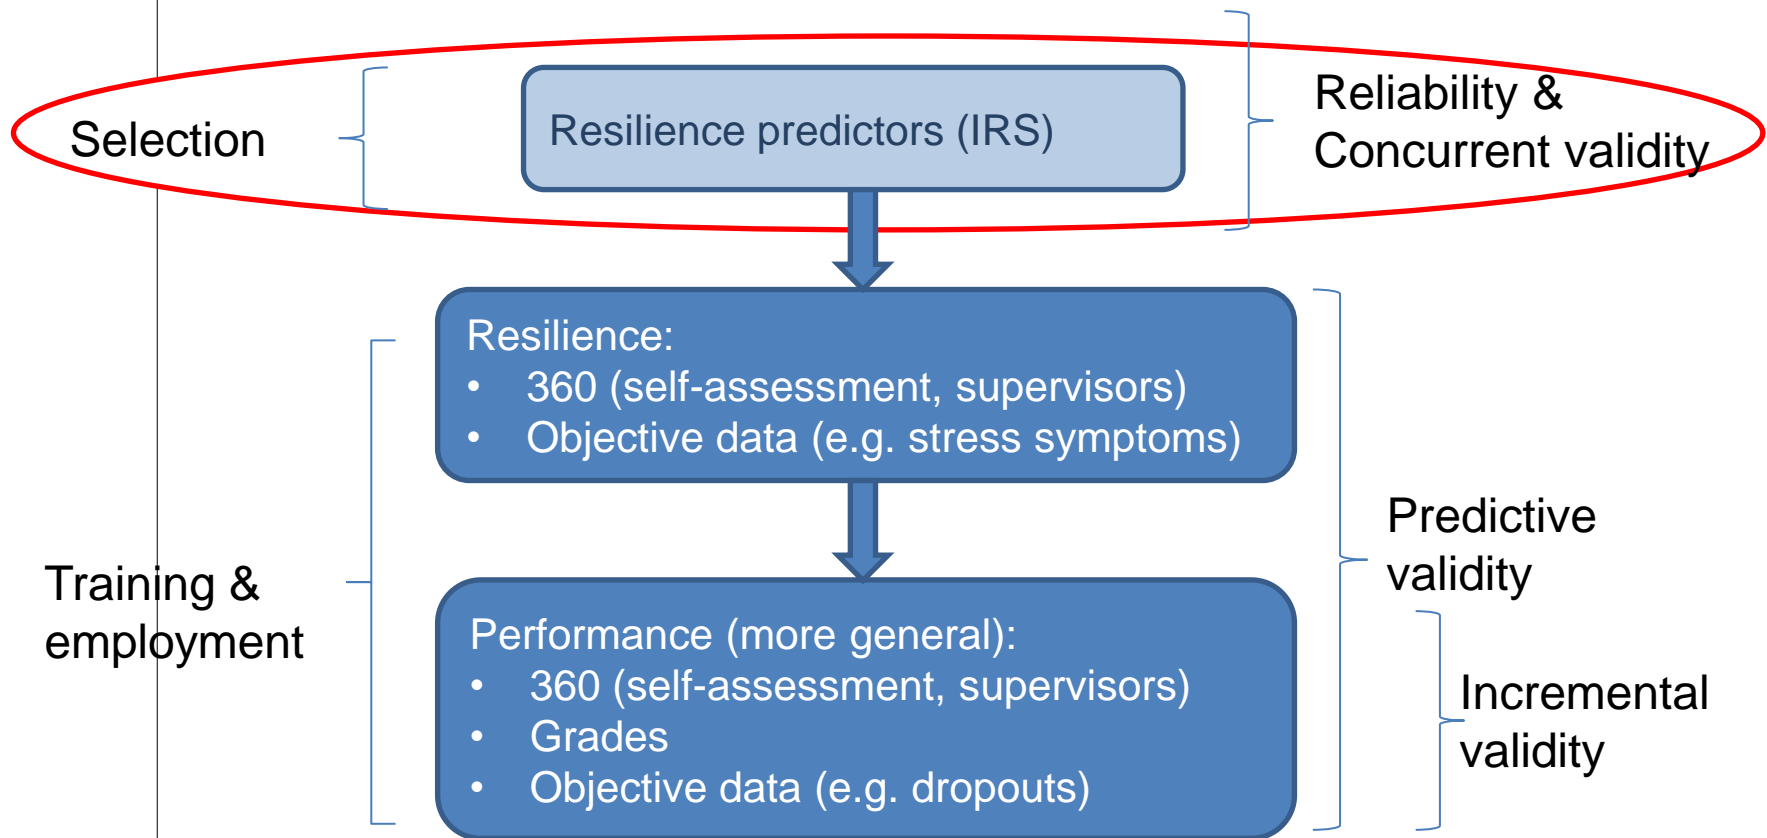 Selection
Resilience predictors (IRS)
Reliability &
Concurrent validity
Resilience:
• 360 (self-assessment, supervisors)
• Objective data (e.g. stress symptoms)
Training &
employment
Predictive
validity
Performance (more general):
• 360 (self-assessment, supervisors)
• Grades
• Objective data (e.g. dropouts)
Incremental
validity